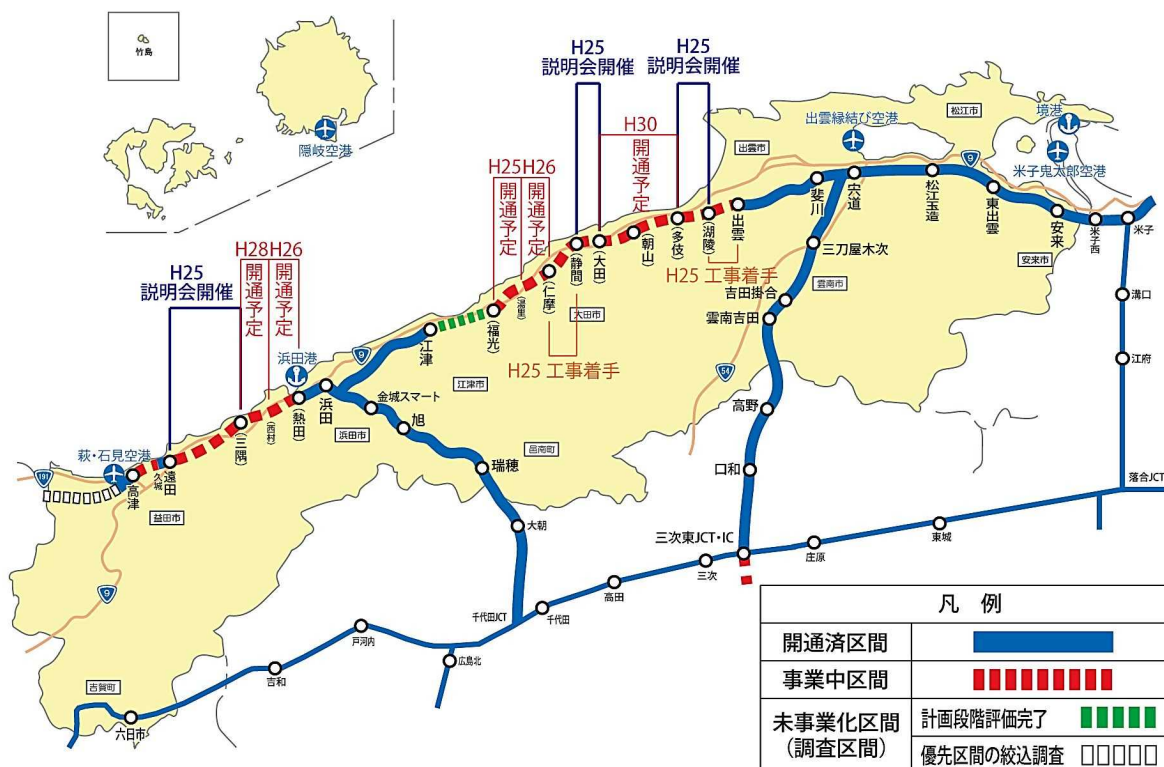 竹島
隠岐空港
H25
説明会開催
H25
説明会開催
H30
開通予定
H25
開通予定
H26
開通予定
H28
開通予定
H26
開通予定
H25
説明会開催
H25 工事着手
H25 工事着手
出雲縁結び空港
境港
米子鬼太郎空港
浜田港
萩・石見空港
松江市
出雲市
安来市
雲南市
大田市
江津市
浜田市
邑南町
益田市
吉賀町
9
9
9
54
191
米子
米子西
安来
東出雲
松江玉造
宍道
斐川
出雲
(湖陵)
(多伎)
(朝山)
(大田)
(静間)
(仁摩)
(湯里)
(福光)
江津
浜田
(熱田)
(西村)
(三隅)
遠田
久城
高津
三刀屋木次
吉田掛合
雲南吉田
高野
口和
三次東JCT・IC
溝口
江府
落合JCT
東城
庄原
三次
高田
千代田
千代田JCT
広島北
戸河内
吉和
六日市
金城スマート
旭
瑞穂
大朝
凡 例
開通済区間
事業中区間
未事業化区間
(調査区間)
計画段階評価完了
優先区間の絞込調査